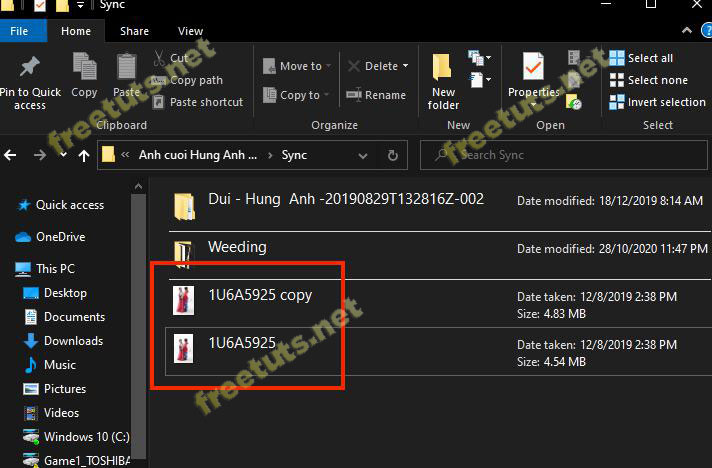 Sync
File Home Share View
Pin to Quick access
Copy
Paste
Cut
Copy path
Paste shortcut
Clipboard
Move to
Copy to
Delete
Rename
Organize
New folder
New
Properties
Open
Select all
Select none
Invert selection
Select
Anh cuoi Hung Anh ... Sync
Search Sync
Quick access
OneDrive
This PC
Desktop
Documents
Downloads
Music
Pictures
Videos
Windows 10 (C:)
Game1_TOSHIBA
Dui - Hung Anh -20190829T132816Z-002
Date modified: 18/12/2019 8:14 AM
Weeding
Date modified: 28/10/2020 11:47 PM
1U6A5925 copy
Date taken: 12/8/2019 2:38 PM
Size: 4.83 MB
1U6A5925
Date taken: 12/8/2019 2:38 PM
Size: 4.54 MB
freetuts.net
freetuts.net
freetuts.net